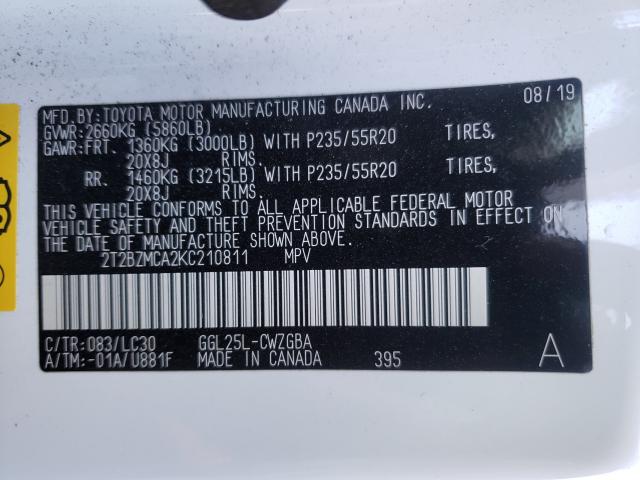 MFD.BY:TOYOTA MOTOR MANUFACTURING CANADA INC. 08/19
GVWR:2660KG (5860LB)
GAWR:FRT. 1360KG (3000LB) WITH P235/55R20 TIRES,
20X8J RIMS.
RR. 1460KG (3215LB) WITH P235/55R20 TIRES,
20X8J RIMS.
THIS VEHICLE CONFORMS TO ALL APPLICABLE FEDERAL MOTOR
VEHICLE SAFETY AND THEFT PREVENTION STANDARDS IN EFFECT ON
THE DATE OF MANUFACTURE SHOWN ABOVE.
2T2BZMCA2KC210811 MPV
C/TR:083/LC30 GGL25L-CWZGBA
A/TM:-01A/U881F MADE IN CANADA 395 A